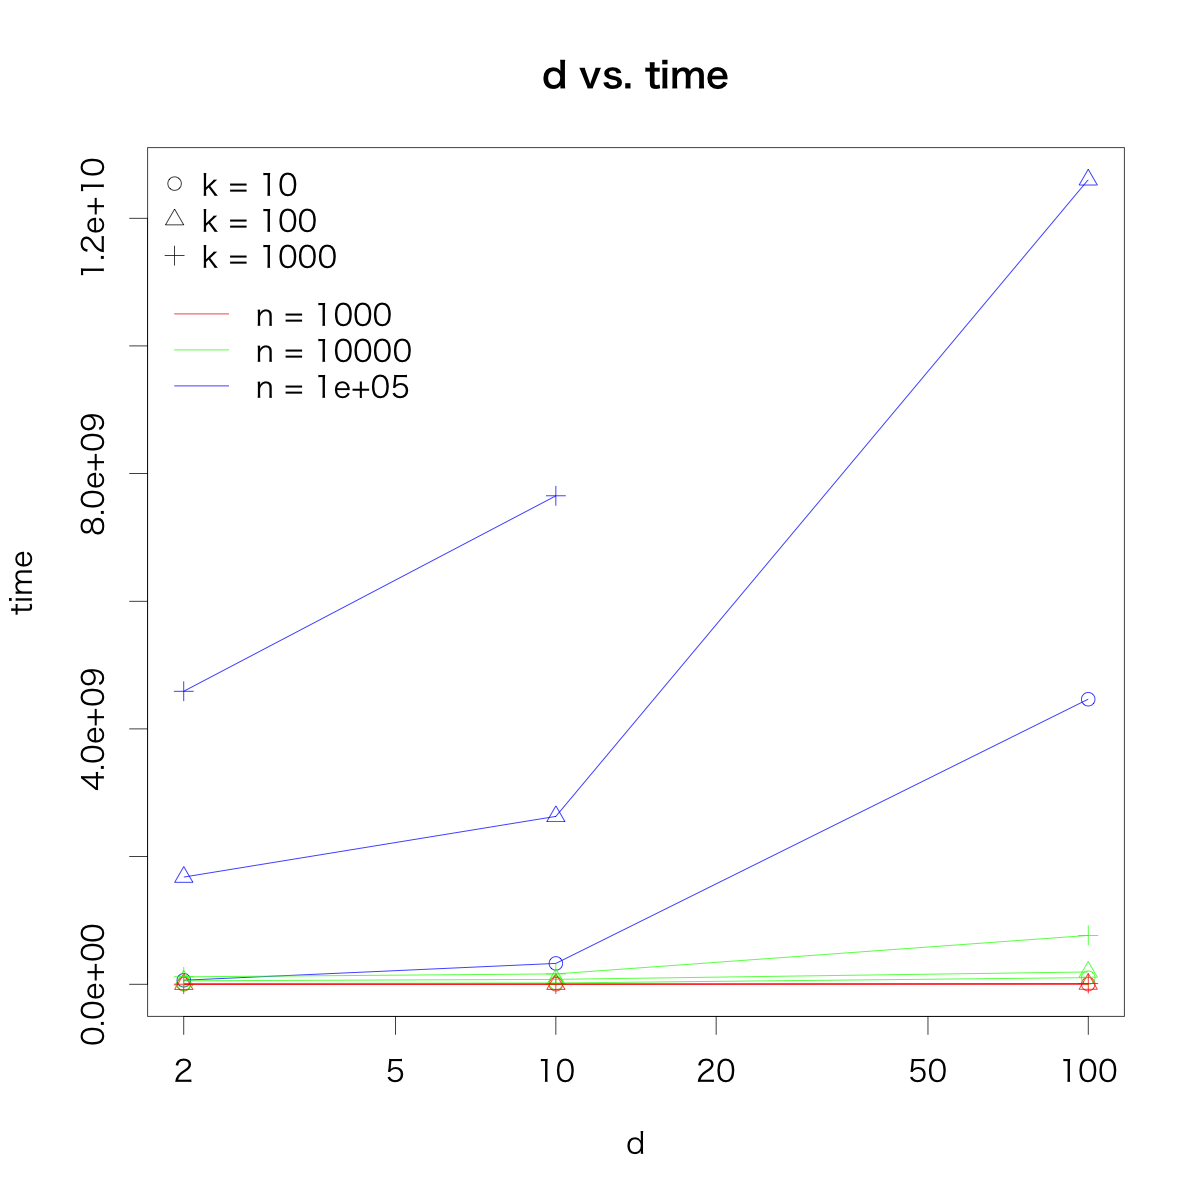 d vs. time
k = 10
k = 100
k = 1000
n = 1000
n = 10000
n = 1e+05
1.2e+10
8.0e+09
4.0e+09
0.0e+00
time
2 5 10 20 50 100
d